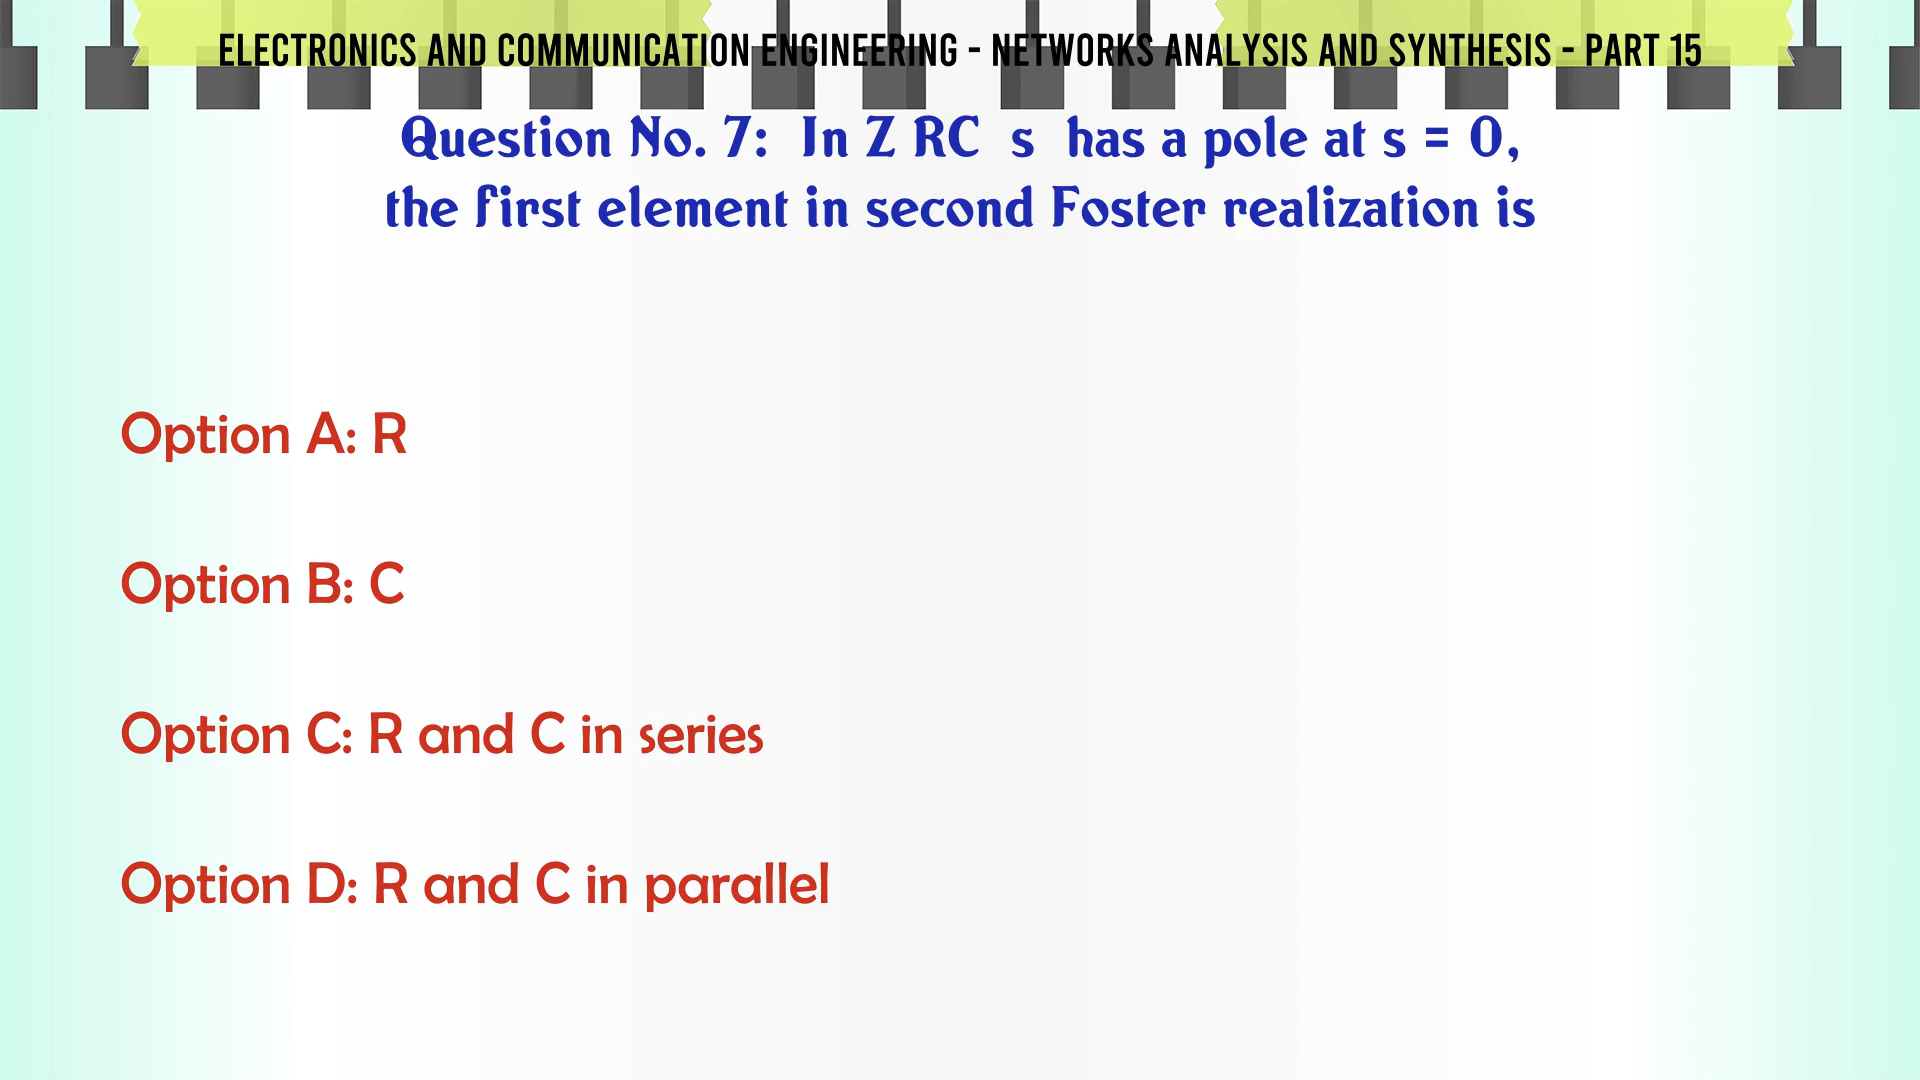 ELECTRONICS AND COMMUNICATION ENGINEERING - NETWORKS ANALYSIS AND SYNTHESIS - PART 15
Question No. 7: In Z RC s has a pole at s = 0,
the first element in second Foster realization is
Option A: R
Option B: C
Option C: R and C in series
Option D: R and C in parallel